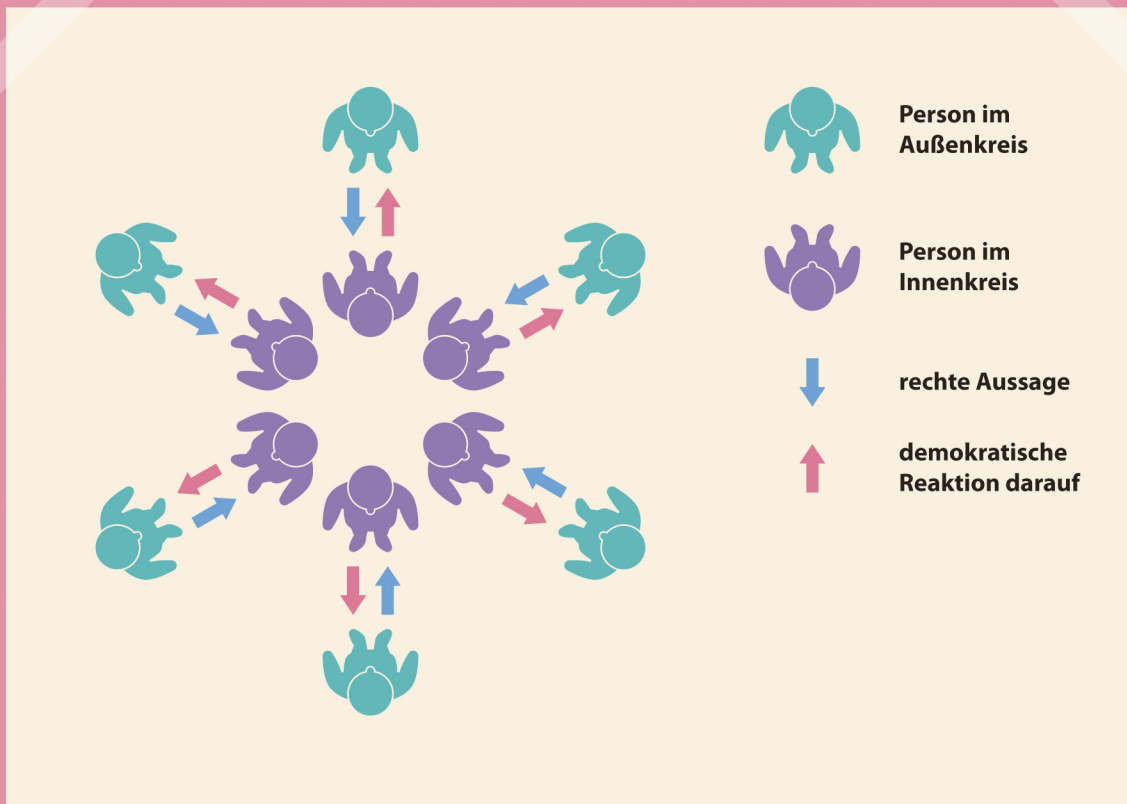 Person im
Außenkreis
Person im
Innenkreis
rechte Aussage
demokratische
Reaktion darauf